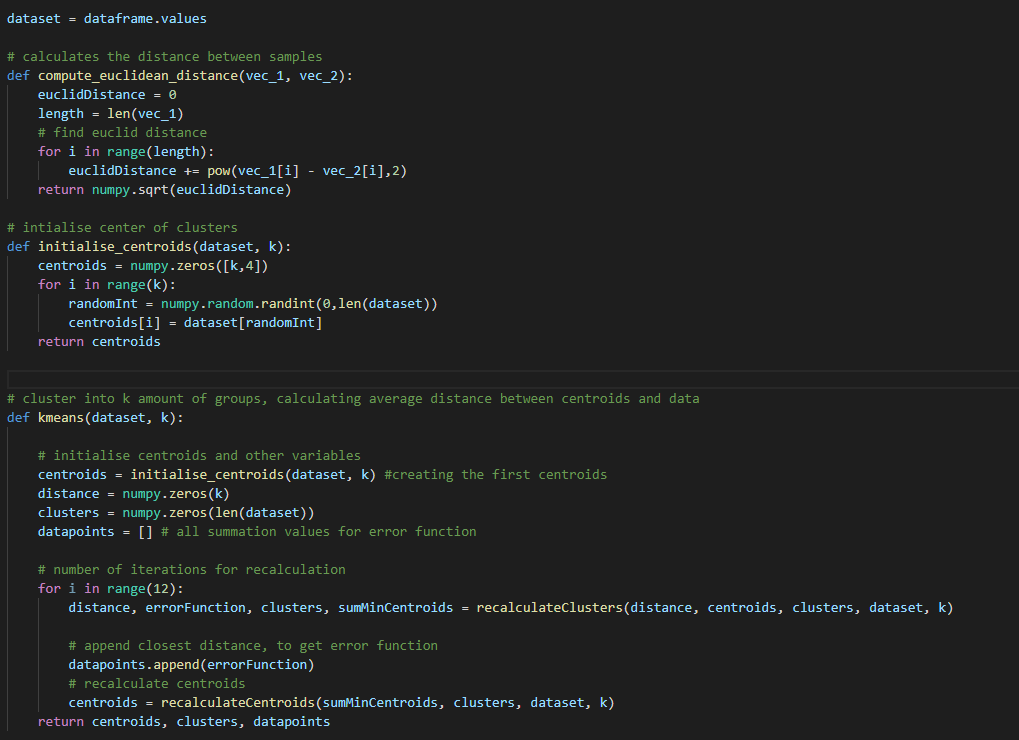 dataset = dataframe.values
# calculates the distance between samples
def compute_euclidean_distance(vec_1, vec_2):
    euclidDistance = 0
    length = len(vec_1)
    # find euclid distance
    for i in range(length):
        euclidDistance += pow(vec_1[i] - vec_2[i],2)
    return numpy.sqrt(euclidDistance)
# intialise center of clusters
def initialise_centroids(dataset, k):
    centroids = numpy.zeros([k,4])
    for i in range(k):
        randomInt = numpy.random.randint(0,len(dataset))
        centroids[i] = dataset[randomInt]
    return centroids
# cluster into k amount of groups, calculating average distance between centroids and data
def kmeans(dataset, k):
    # initialise centroids and other variables
    centroids = initialise_centroids(dataset, k) #creating the first centroids
    distance = numpy.zeros(k)
    clusters = numpy.zeros(len(dataset))
    datapoints = [] # all summation values for error function
    # number of iterations for recalculation
    for i in range(12):
        distance, errorFunction, clusters, sumMinCentroids = recalculateClusters(distance, centroids, clusters, dataset, k)
        # append closest distance, to get error function
        datapoints.append(errorFunction)
        # recalculate centroids
        centroids = recalculateCentroids(sumMinCentroids, clusters, dataset, k)
    return centroids, clusters, datapoints